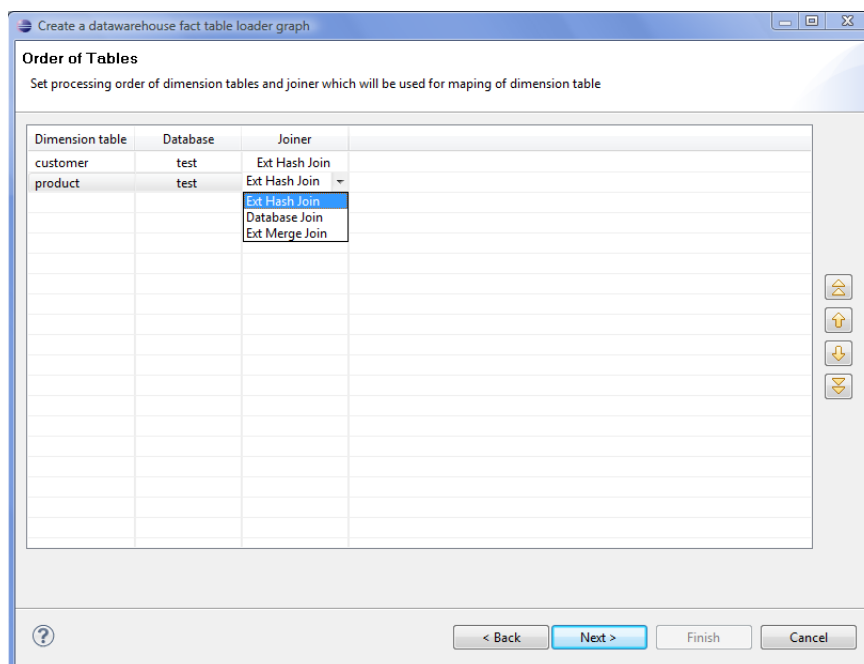 Create a datawarehouse fact table loader graph
Order of Tables
Set processing order of dimension tables and joiner which will be used for maping of dimension table
Dimension table Database Joiner
customer test Ext Hash Join
product test Ext Hash Join
Ext Hash Join
Database Join
Ext Merge Join
? < Back Next > Finish Cancel